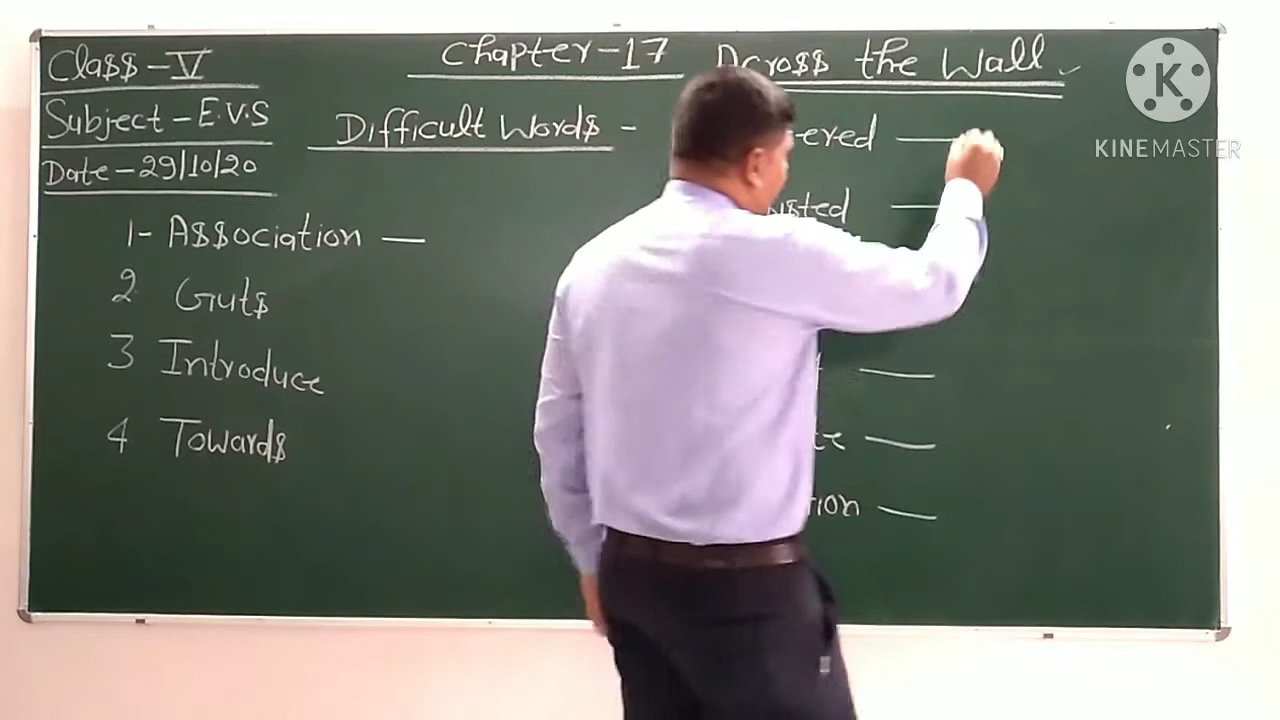 Class - V
Chapter-17 Across the Wall
Subject - E.V.S
Difficult Words -
Date - 29/10/20
1- Association —
2 Guts
3 Introduce
4 Towards
K
KINEMASTER